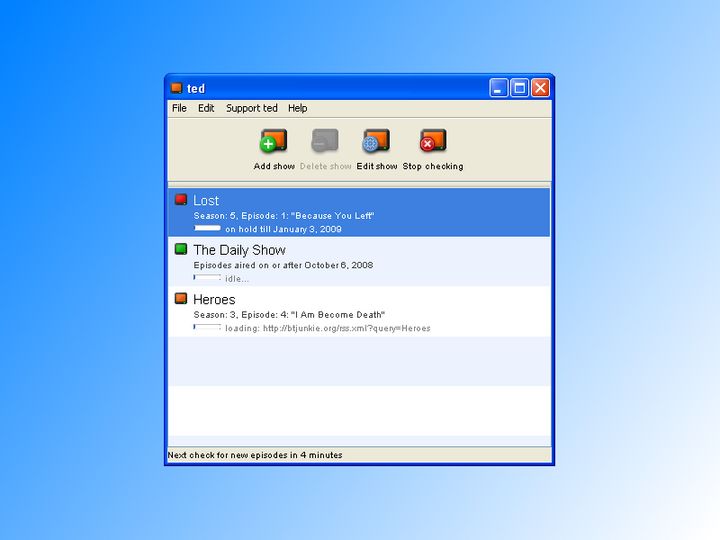 ted
File Edit Support ted Help
Add show Delete show Edit show Stop checking
Lost
Season: 5, Episode: 1: "Because You Left"
on hold till January 3, 2009
The Daily Show
Episodes aired on or after October 6, 2008
idle...
Heroes
Season: 3, Episode: 4: "I Am Become Death"
loading: http://btjunkie.org/rss.xml?query=Heroes
Next check for new episodes in 4 minutes